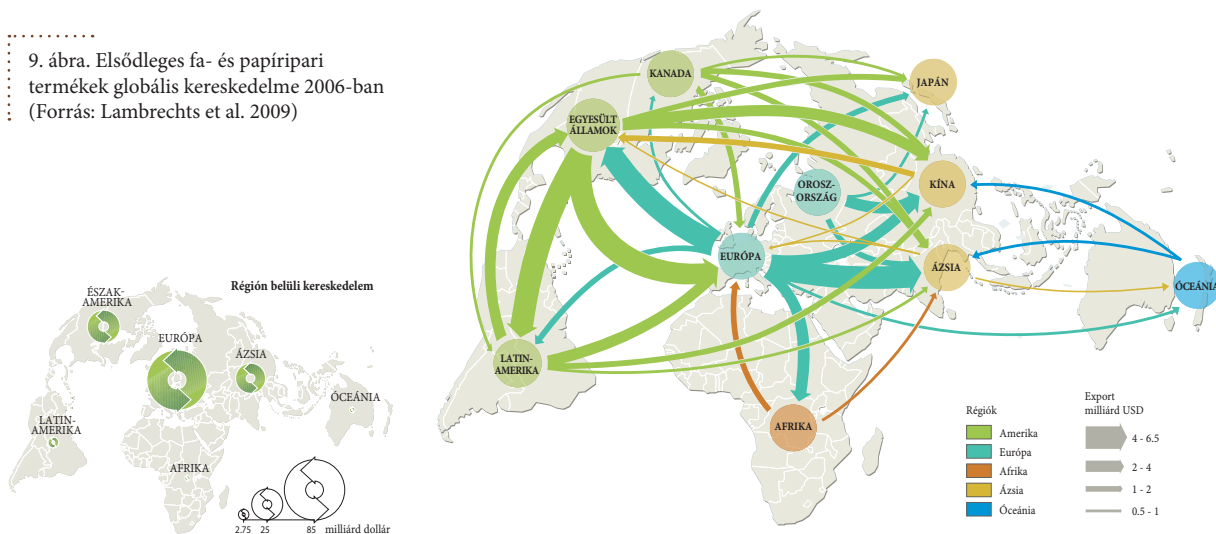 9. ábra. Elsődleges fa- és papíripari
termékek globális kereskedelme 2006-ban
(Forrás: Lambrechts et al. 2009)
KANADA
JAPÁN
EGYESÜLT
ÁLLAMOK
OROSZ-
ORSZÁG
KÍNA
EURÓPA
ÁZSIA
ÓCEÁNIA
LATIN-
AMERIKA
AFRIKA
Régión belüli kereskedelem
ÉSZAK-
AMERIKA
EURÓPA
ÁZSIA
ÓCEÁNIA
LATIN-
AMERIKA
AFRIKA
2.75 25 85 milliárd dollár
Régiók
Amerika
Európa
Afrika
Ázsia
Óceánia
Export
milliárd USD
4 - 6.5
2 - 4
1 - 2
0.5 - 1